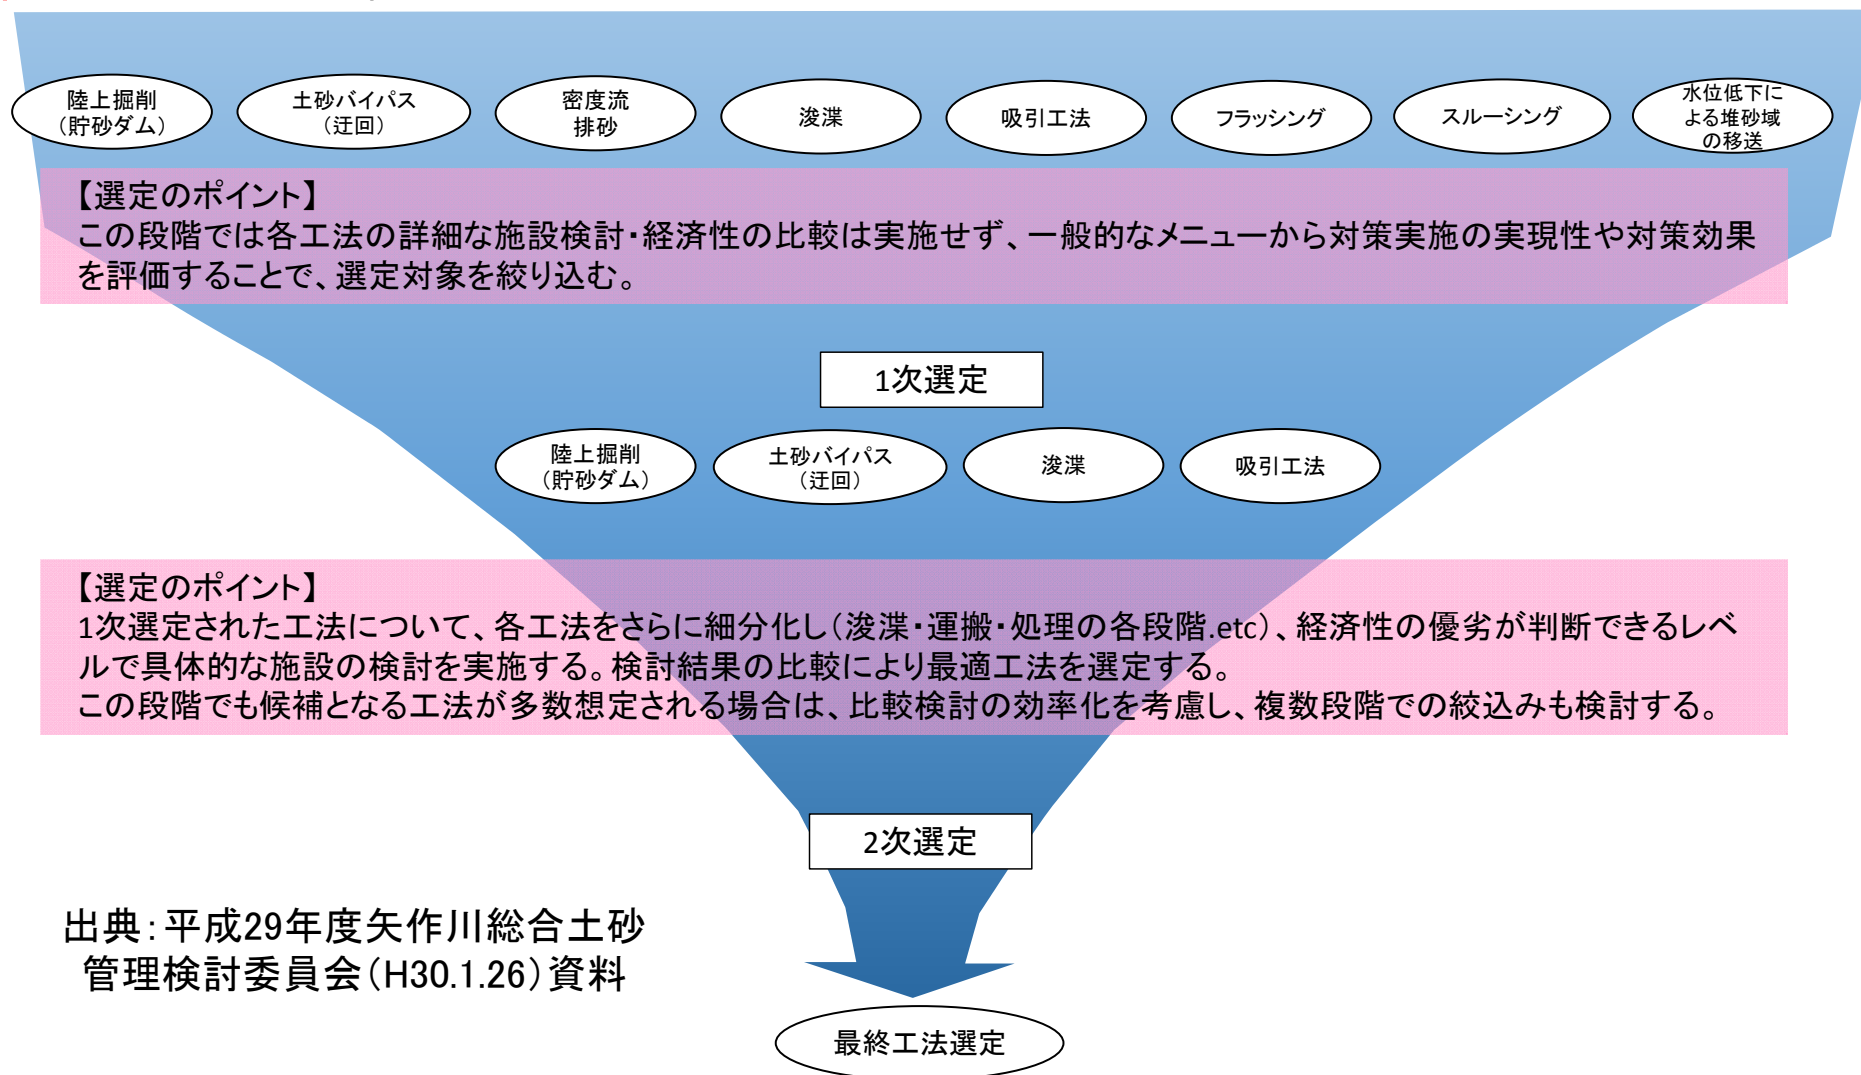 陸上掘削
（貯砂ダム）
土砂バイパス
（迂回）
密度流
排砂
浚渫
吸引工法
フラッシング
スルーシング
水位低下に
よる堆砂域
の移送
【選定のポイント】
この段階では各工法の詳細な施設検討・経済性の比較は実施せず、一般的なメニューから対策実施の実現性や対策効果
を評価することで、選定対象を絞り込む。
1次選定
陸上掘削
（貯砂ダム）
土砂バイパス
（迂回）
浚渫
吸引工法
【選定のポイント】
1次選定された工法について、各工法をさらに細分化し（浚渫・運搬・処理の各段階.etc）、経済性の優劣が判断できるレベ
ルで具体的な施設の検討を実施する。検討結果の比較により最適工法を選定する。
この段階でも候補となる工法が多数想定される場合は、比較検討の効率化を考慮し、複数段階での絞込みも検討する。
2次選定
出典：平成29年度矢作川総合土砂
管理検討委員会（H30.1.26）資料
最終工法選定